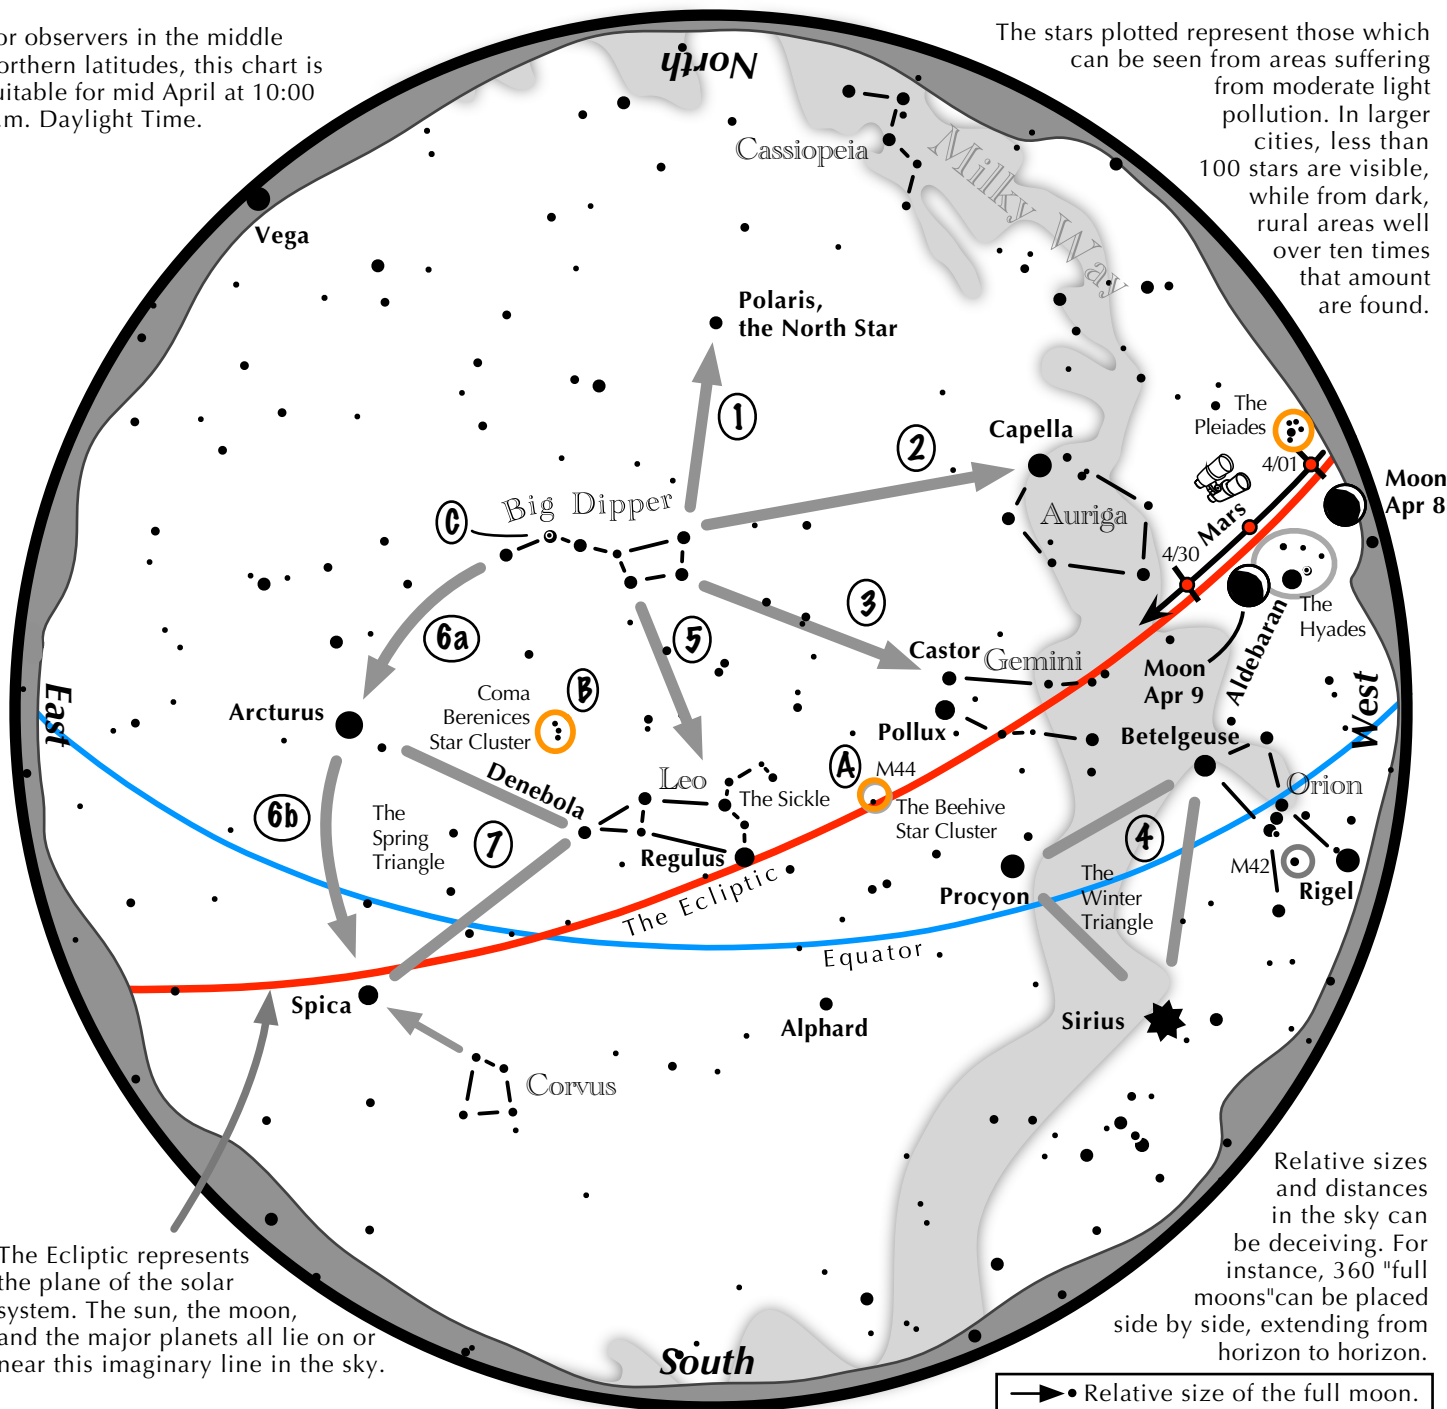 or observers in the middle
orthern latitudes, this chart is
uitable for mid April at 10:00
.m. Daylight Time.
The stars plotted represent those which
can be seen from areas suffering
from moderate light
pollution. In larger
cities, less than
100 stars are visible,
while from dark,
rural areas well
over ten times
that amount
are found.
North
Cassiopeia
Milky Way
Vega
Polaris,
the North Star
1
2
Capella
The
Pleiades
4/01
Moon
Apr 8
Mars
Auriga
Big Dipper
C
4/30
3
The
Hyades
Aldebaran
6a
5
Castor
Gemini
Moon
Apr 9
East
West
B
Coma
Berenices
Star Cluster
Arcturus
Pollux
Betelgeuse
A
M44
Denebola
Leo
The Sickle
The Beehive
Star Cluster
Orion
6b
The
Spring
Triangle
7
Regulus
4
M42
Rigel
Procyon
The
Winter
Triangle
The Ecliptic
Equator
Spica
Alphard
Sirius
Corvus
The Ecliptic represents
the plane of the solar
system. The sun, the moon,
and the major planets all lie on or
near this imaginary line in the sky.
South
Relative sizes
and distances
in the sky can
be deceiving. For
instance, 360 "full
moons"can be placed
side by side, extending from
horizon to horizon.
Relative size of the full moon.